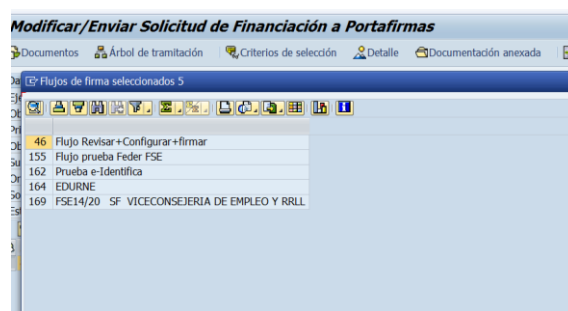 Modificar/Enviar Solicitud de Financiación a Portafirmas
Documentos Árbol de tramitación Criterios de selección Detalle Documentación anexada
Flujos de firma seleccionados 5
46 Flujo Revisar+Configurar+firmar
155 Flujo prueba Feder FSE
162 Prueba e-Identifica
164 EDURNE
169 FSE14/20 SF VICECONSEJERIA DE EMPLEO Y RRLL